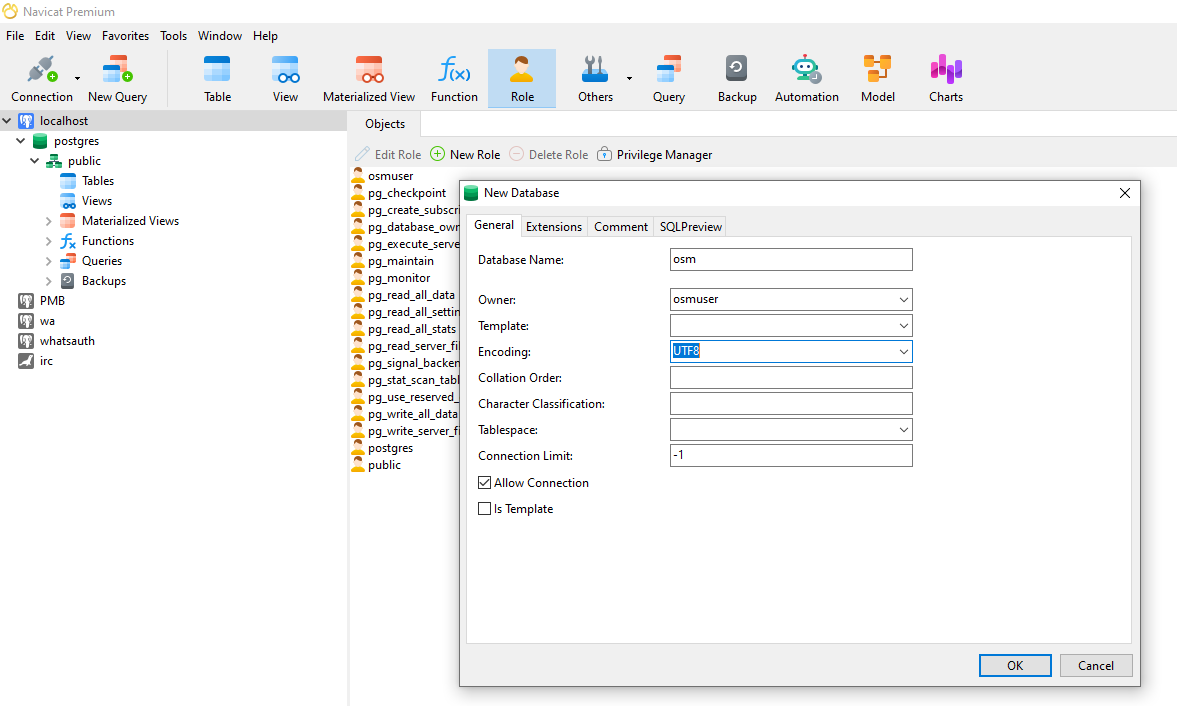 Navicat Premium
File Edit View Favorites Tools Window Help
Connection New Query Table View Materialized View Function Role Others Query Backup Automation Model Charts
localhost
postgres
public
Tables
Views
Materialized Views
Functions
Queries
Backups
PMB
wa
whatsauth
irc
Objects
Edit Role New Role Delete Role Privilege Manager
osmuser
pg_checkpoint
pg_create_subscri
pg_database_own
pg_execute_serve
pg_maintain
pg_monitor
pg_read_all_data
pg_read_all_settin
pg_read_all_stats
pg_read_server_fil
pg_signal_backen
pg_stat_scan_tabl
pg_use_reserved_
pg_write_all_data
pg_write_server_fi
postgres
public
New Database
General Extensions Comment SQLPreview
Database Name: osm
Owner: osmuser
Template:
Encoding: UTF8
Collation Order:
Character Classification:
Tablespace:
Connection Limit: -1
Allow Connection
Is Template
OK Cancel